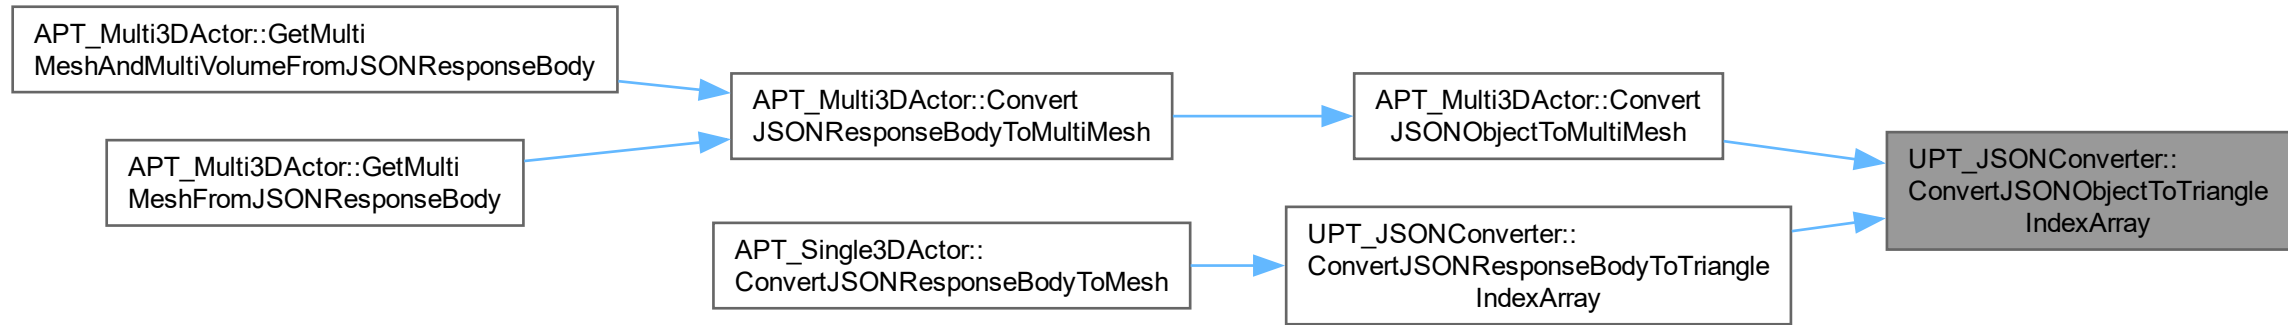 APT_Multi3DActor::GetMulti
MeshAndMultiVolumeFromJSONResponseBody
APT_Multi3DActor::GetMulti
MeshFromJSONResponseBody
APT_Multi3DActor::Convert
JSONResponseBodyToMultiMesh
APT_Single3DActor::
ConvertJSONResponseBodyToMesh
APT_Multi3DActor::Convert
JSONObjectToMultiMesh
UPT_JSONConverter::
ConvertJSONResponseBodyToTriangle
IndexArray
UPT_JSONConverter::
ConvertJSONObjectToTriangle
IndexArray